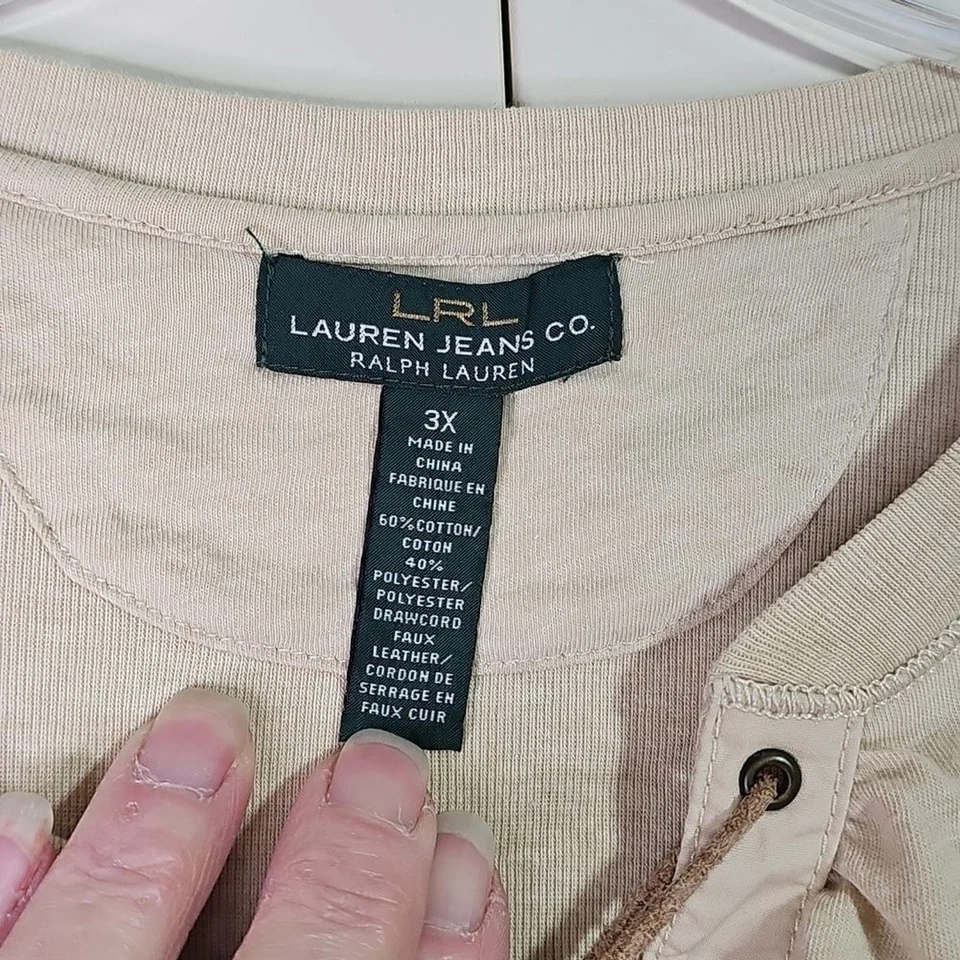 LRL
LAUREN JEANS CO.
RALPH LAUREN
3X
MADE IN
CHINA
FABRIQUE EN
CHINE
60%COTTON/
COTON
40%
POLYESTER/
POLYESTER
DRAWCORD
FAUX
LEATHER/
CORDON DE
SERRAGE EN
FAUX CUIR